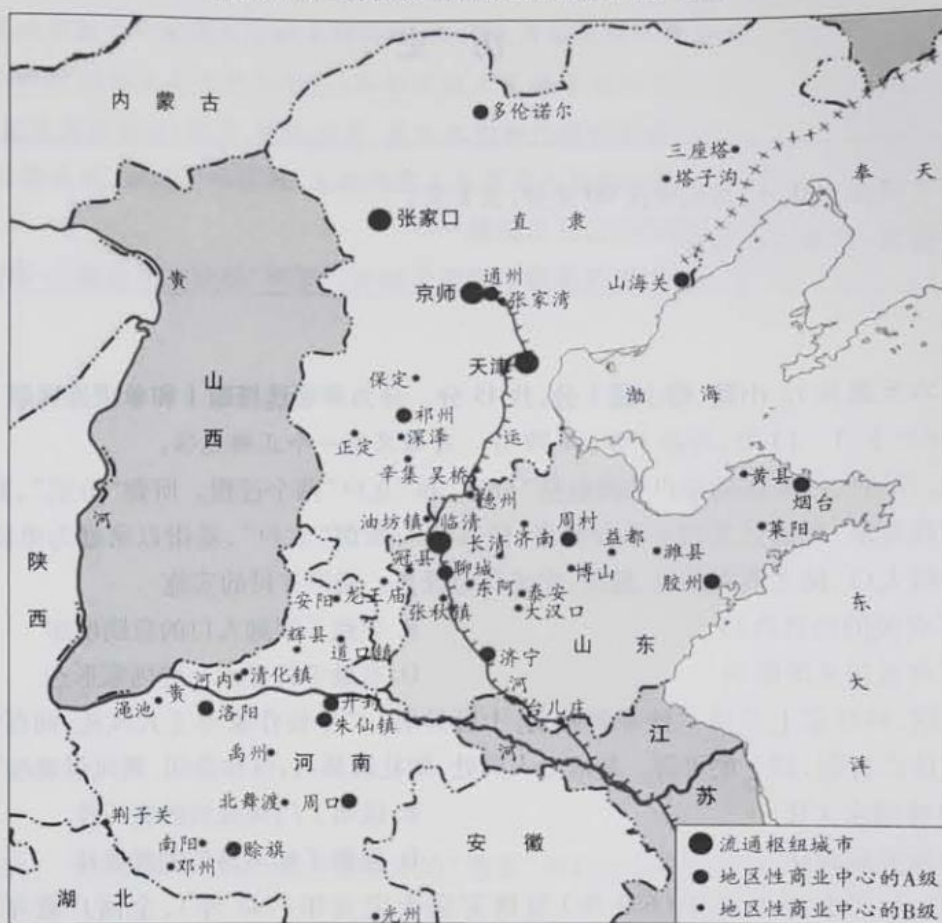 内蒙古
多伦诺尔
三座塔
塔子沟
奉天
张家口
直隶
黄
京师
通州
张家湾
山海关
天津
山西
保定
渤海
祁州
深泽
正定
运
辛集
吴桥
德州
黄县
烟台
油坊镇
临清
济南
周村
莱阳
河
长清
益都
潍县
陕西
冠县
聊城
博山
东河
泰安
胶州
安阳
龙王庙
大汉口
张秋镇
东大洋
辉县
道口镇
山东
济宁
河内
清化镇
河
台儿庄
渑池
黄
洛阳
开封
朱仙镇
河
江苏
禹州
河南
北舞渡
周口
荆子关
南阳
赊旗
邓州
安徽
湖北
光州
流通枢纽城市
地区性商业中心的A级
地区性商业中心的B级